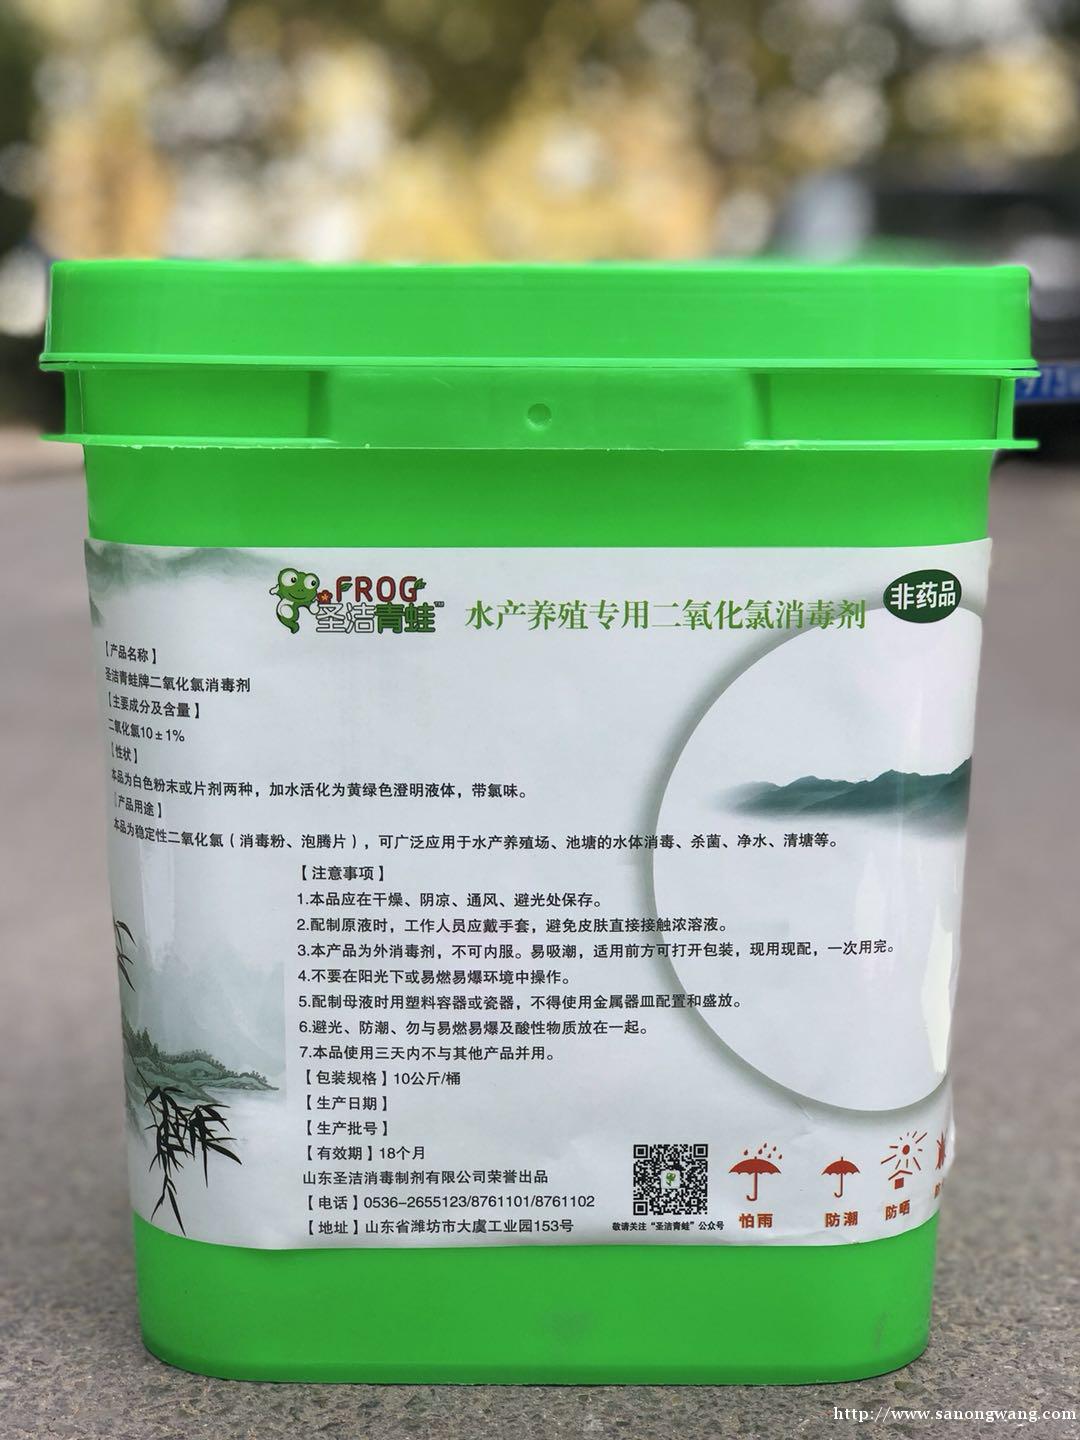 FROG
圣洁青蛙™
水产养殖专用二氧化氯消毒剂
非药品
【产品名称】
圣洁青蛙牌二氧化氯消毒剂
【主要成分及含量】
二氧化氯10±1%
【性状】
本品为白色粉末或片剂两种，加水活化为黄绿色澄明液体，带氯味。
【产品用途】
本品为稳定性二氧化氯（消毒粉、泡腾片），可广泛应用于水产养殖场、池塘的水体消毒、杀菌、净水、清塘等。
【注意事项】
1.本品应在干燥、阴凉、通风、避光处保存。
2.配制原液时，工作人员应戴手套，避免皮肤直接接触浓溶液。
3.本产品为外消毒剂，不可内服。易吸潮，适用前方可打开包装，现用现配，一次用完。
4.不要在阳光下或易燃易爆环境中操作。
5.配制母液时用塑料容器或瓷器，不得使用金属器皿配置和盛放。
6.避光、防潮、勿与易燃易爆及酸性物质放在一起。
7.本品使用三天内不与其他产品并用。
【包装规格】10公斤/桶
【生产日期】
【生产批号】
【有效期】18个月
山东圣洁消毒制剂有限公司荣誉出品
【电话】0536-2655123/8761101/8761102
【地址】山东省潍坊市大虞工业园153号
敬请关注“圣洁青蛙”公众号
怕雨
防潮
防晒
http://www.sanongwang.com